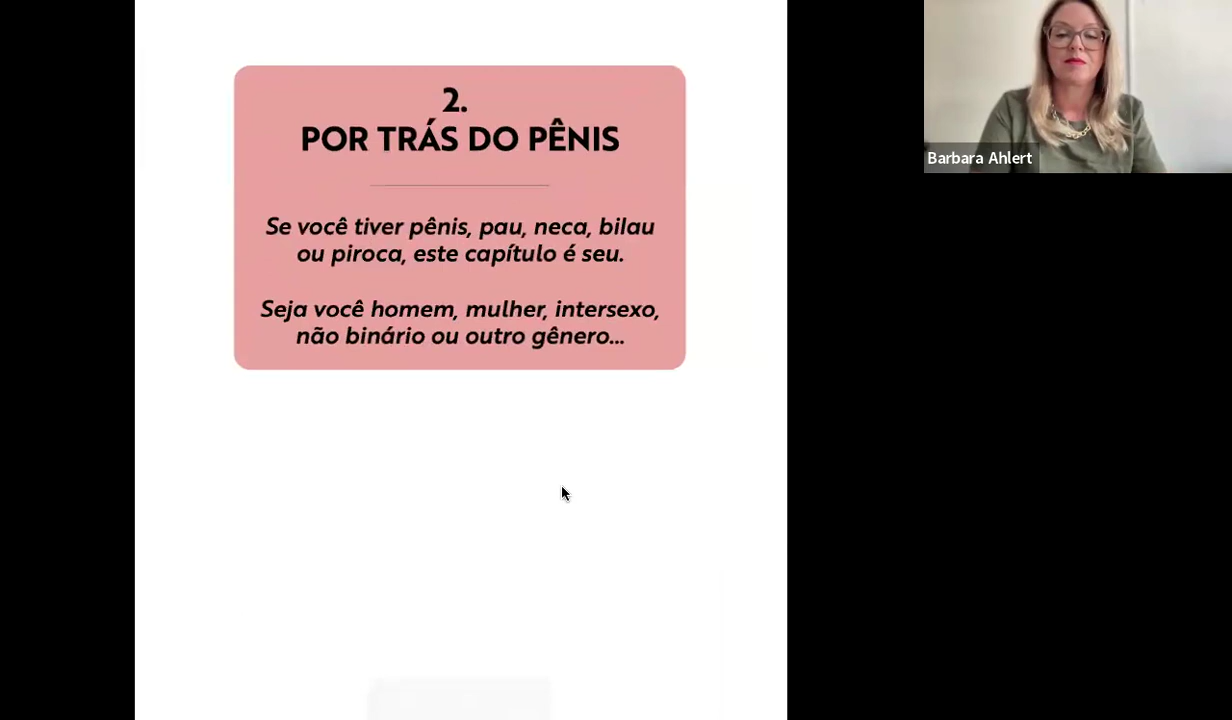 2.
POR TRÁS DO PÊNIS
Se você tiver pênis, pau, neca, bilau
ou piroca, este capítulo é seu.
Seja você homem, mulher, intersexo,
não binário ou outro gênero...
Barbara Ahlert